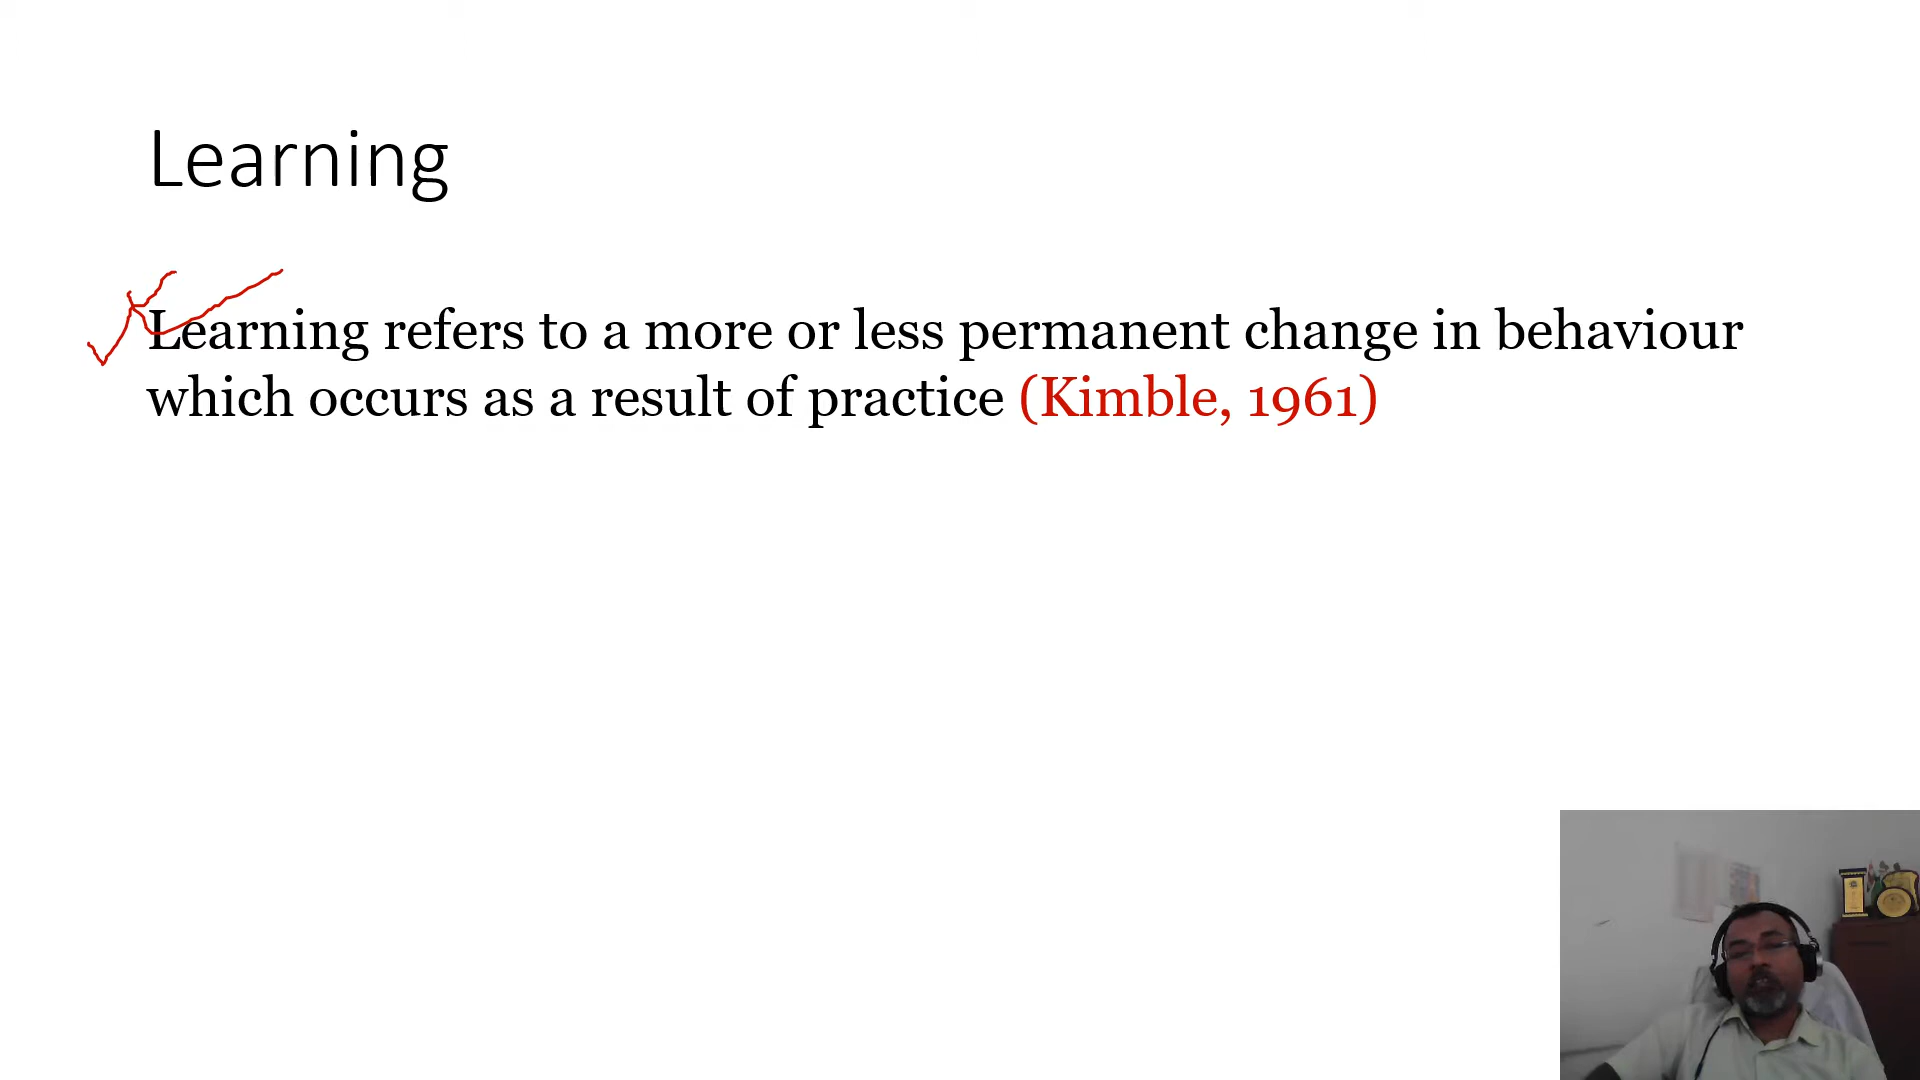 Learning
Learning refers to a more or less permanent change in behaviour
which occurs as a result of practice (Kimble, 1961)